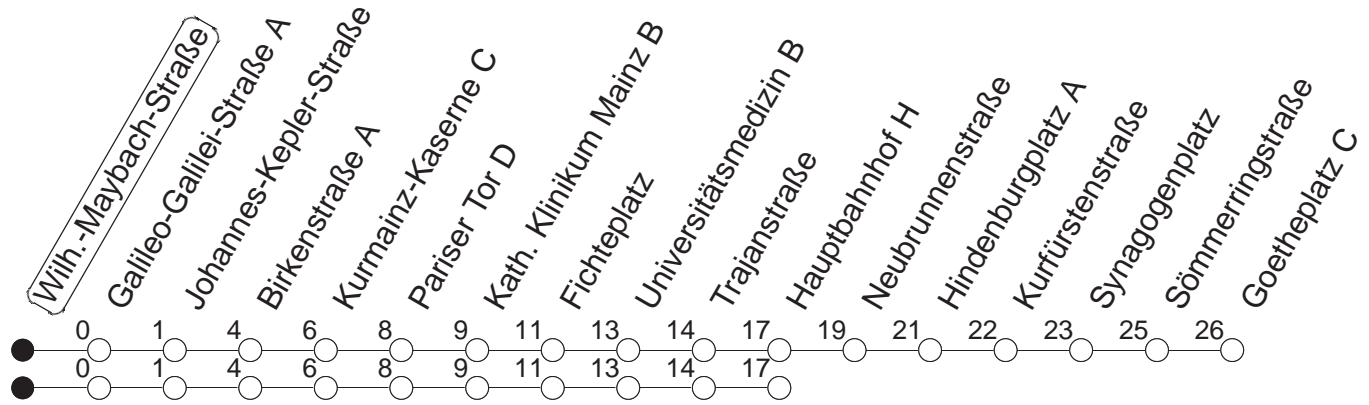 Wilh.-Maybach-Straße
Galileo-Galilei-Straße A
Johannes-Kepler-Straße
Birkenstraße A
Kurmainz-Kaserne C
Pariser Tor D
Kath. Klinikum Mainz B
Fichteplatz
Universitätsmedizin B
Trajanstraße
Hauptbahnhof H
Neubrunnenstraße
Hindenburgplatz A
Kurfürstenstraße
Synagogenplatz
Sömmerringstraße
Goetheplatz C
0 1 4 6 8 9 11 13 14 17 19 21 22 23 25 26
0 1 4 6 8 9 11 13 14 17